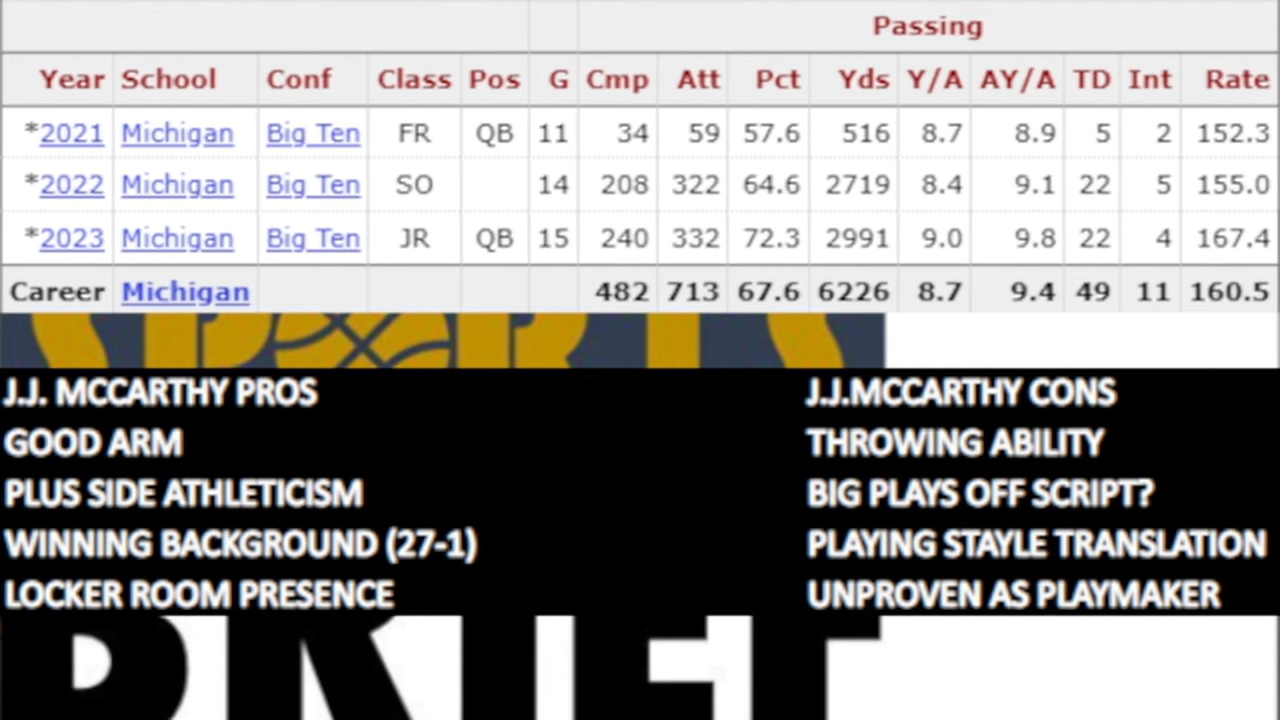 Passing
Year School Conf Class Pos G Cmp Att Pct Yds Y/A AY/A TD Int Rate
*2021 Michigan Big Ten FR QB 11 34 59 57.6 516 8.7 8.9 5 2 152.3
*2022 Michigan Big Ten SO 14 208 322 64.6 2719 8.4 9.1 22 5 155.0
*2023 Michigan Big Ten JR QB 15 240 332 72.3 2991 9.0 9.8 22 4 167.4
Career Michigan 482 713 67.6 6226 8.7 9.4 49 11 160.5
SPORTS
J.J. MCCARTHY PROS
GOOD ARM
PLUS SIDE ATHLETICISM
WINNING BACKGROUND (27-1)
LOCKER ROOM PRESENCE
J.J.MCCARTHY CONS
THROWING ABILITY
BIG PLAYS OFF SCRIPT?
PLAYING STAYLE TRANSLATION
UNPROVEN AS PLAYMAKER
BRIEF